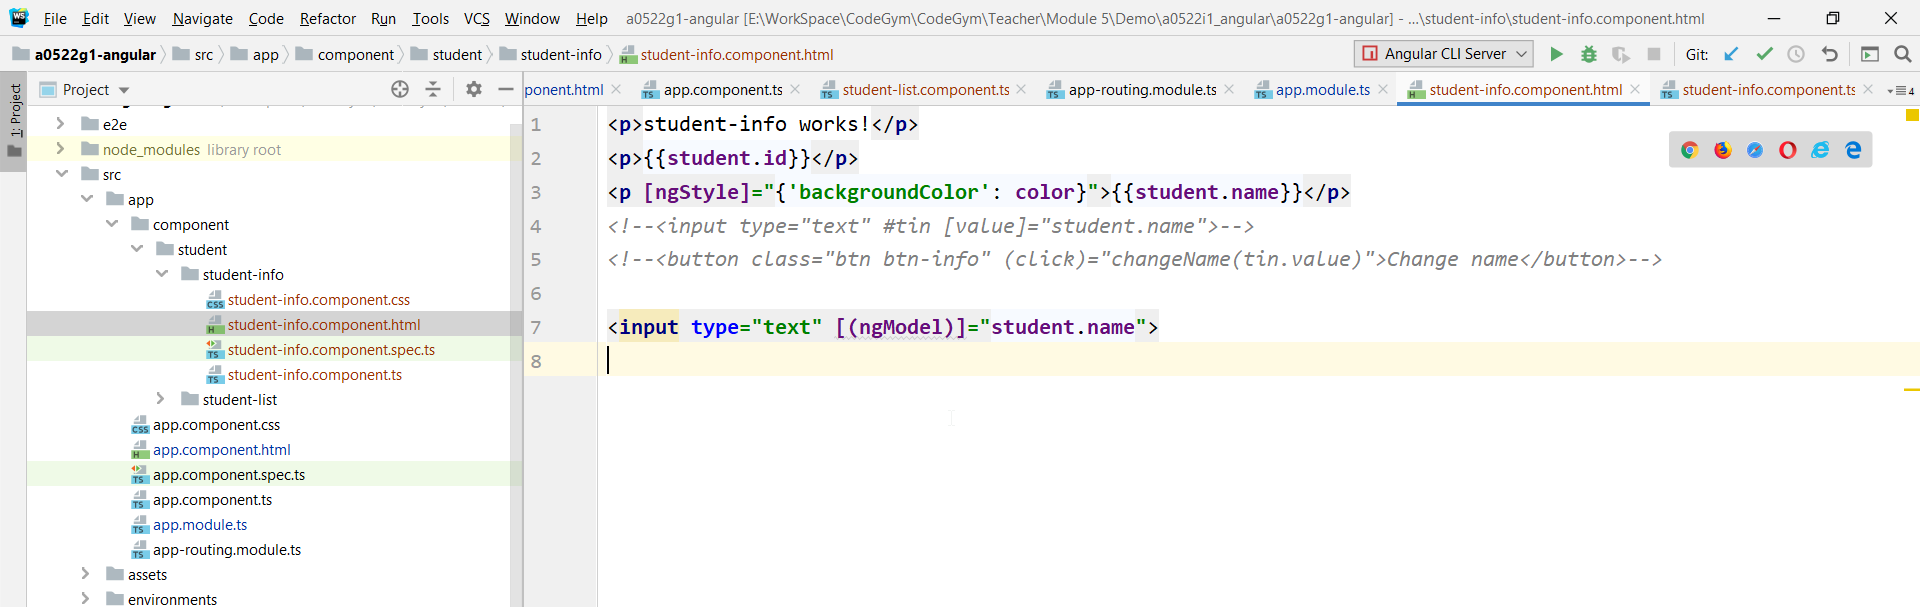 WS File Edit View Navigate Code Refactor Run Tools VCS Window Help a0522g1-angular [E:\WorkSpace\CodeGym\CodeGym\Teacher\Module 5\Demo\a0522i1_angular\a0522g1-angular] - ...\student-info\student-info.component.html
a0522g1-angular src app component student student-info student-info.component.html Angular CLI Server Git:
1: Project
Project
ponent.html app.component.ts student-list.component.ts app-routing.module.ts app.module.ts student-info.component.html student-info.component.ts 4
e2e
node_modules library root
src
app
component
student
student-info
student-info.component.css
student-info.component.html
student-info.component.spec.ts
student-info.component.ts
student-list
app.component.css
app.component.html
app.component.spec.ts
app.component.ts
app.module.ts
app-routing.module.ts
assets
environments
1 <p>student-info works!</p>
2 <p>{{student.id}}</p>
3 <p [ngStyle]="{'backgroundColor': color}">{{student.name}}</p>
4 <!--<input type="text" #tin [value]="student.name">-->
5 <!--<button class="btn btn-info" (click)="changeName(tin.value)">Change name</button>-->
6
7 <input type="text" [(ngModel)]="student.name">
8